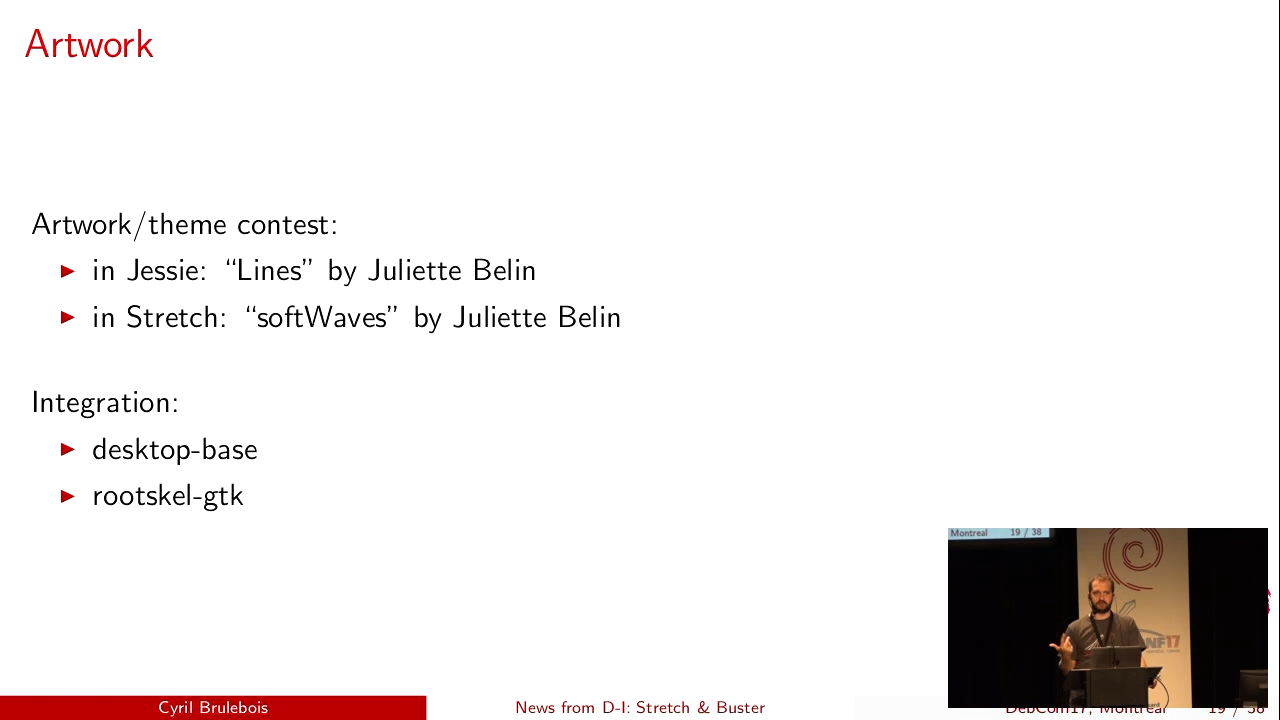 Artwork
Artwork/theme contest:
▶ in Jessie: “Lines” by Juliette Belin
▶ in Stretch: “softWaves” by Juliette Belin
Integration:
▶ desktop-base
▶ rootskel-gtk
Montreal 19 / 38
NF17
Cyril Brulebois
News from D-I: Stretch & Buster
DebConf17, Montreal
19 / 38